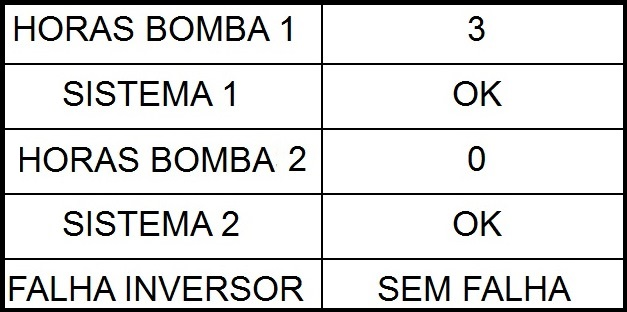 HORAS BOMBA 1 3
SISTEMA 1 OK
HORAS BOMBA 2 0
SISTEMA 2 OK
FALHA INVERSOR SEM FALHA